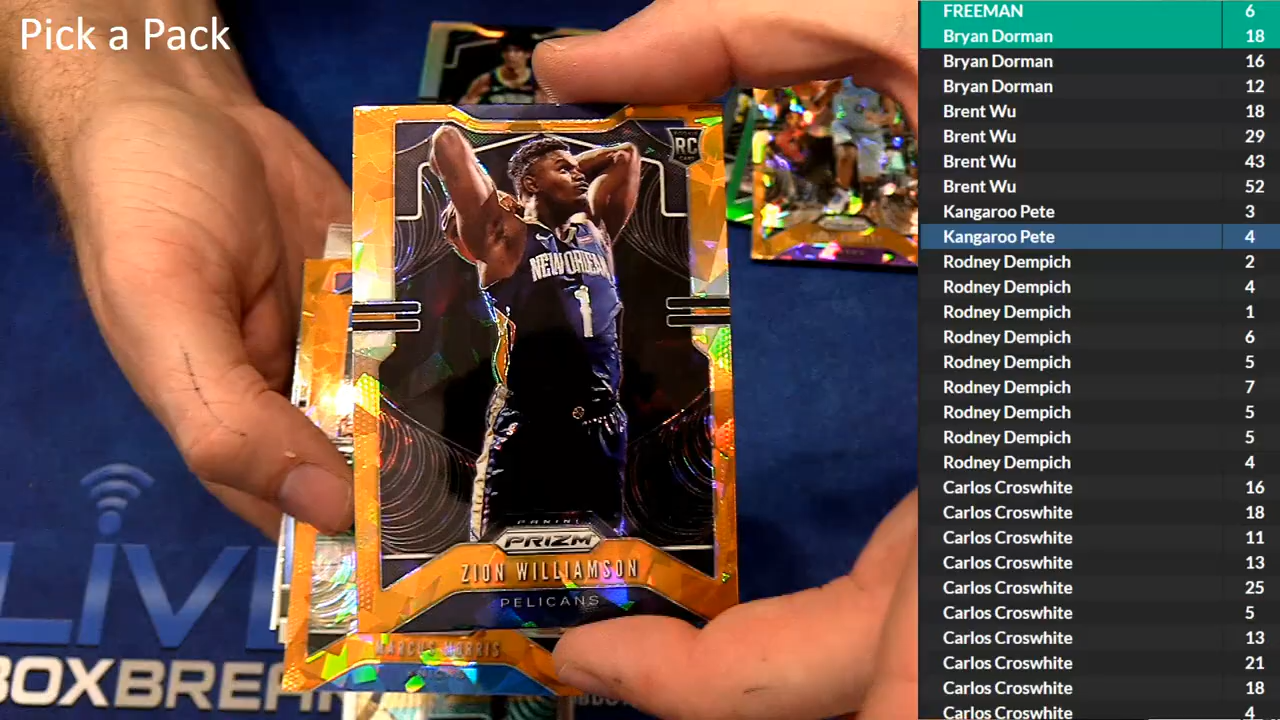 Pick a Pack
RC
NEW ORLEANS
1
PANINI
PRIZM
ZION WILLIAMSON
PELICANS
MARCUS MORRIS
KNICKS
LIVE
BOXBREA
FREEMAN 6
Bryan Dorman 18
Bryan Dorman 16
Bryan Dorman 12
Brent Wu 18
Brent Wu 29
Brent Wu 43
Brent Wu 52
Kangaroo Pete 3
Kangaroo Pete 4
Rodney Dempich 2
Rodney Dempich 4
Rodney Dempich 1
Rodney Dempich 6
Rodney Dempich 5
Rodney Dempich 7
Rodney Dempich 5
Rodney Dempich 5
Rodney Dempich 4
Carlos Croswhite 16
Carlos Croswhite 18
Carlos Croswhite 11
Carlos Croswhite 13
Carlos Croswhite 25
Carlos Croswhite 5
Carlos Croswhite 13
Carlos Croswhite 21
Carlos Croswhite 18
Carlos Croswhite 4